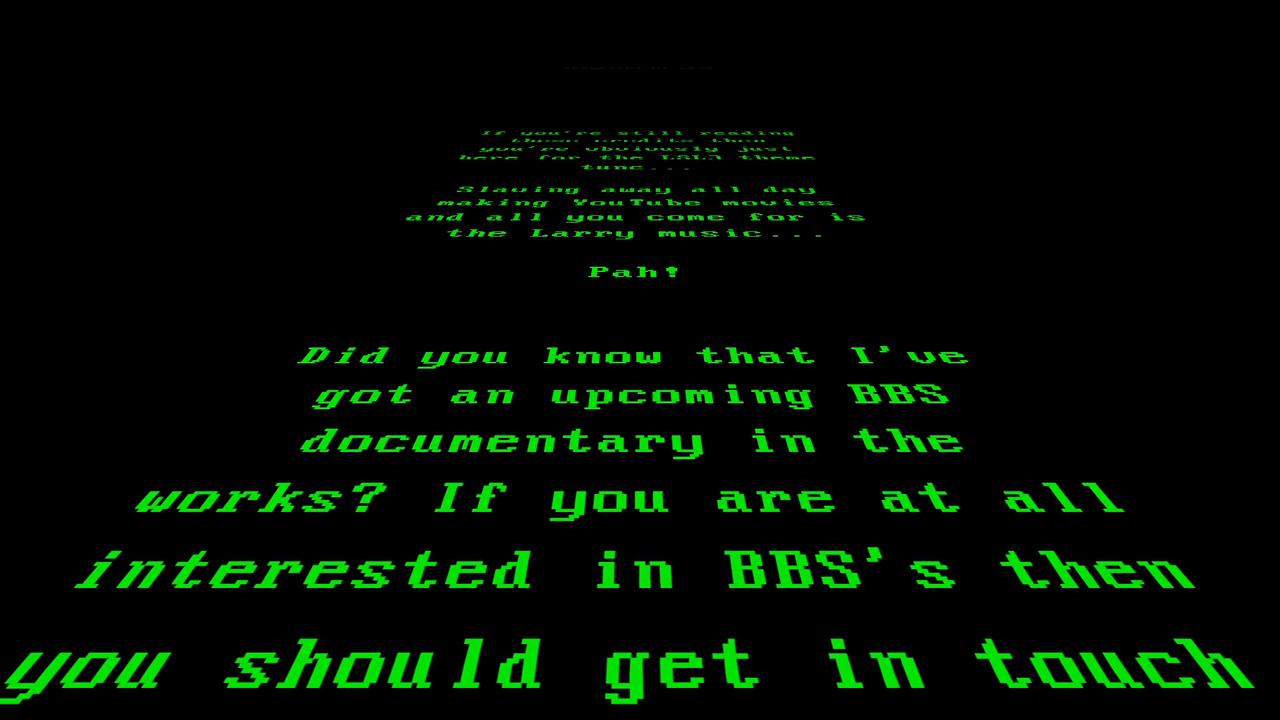 If you're still reading
these credits then
you're obviously just
here for the LSL3 theme
tune...
Slaving away all day
making YouTube movies
and all you come for is
the Larry music...
Pah!
Did you know that I've
got an upcoming BBS
documentary in the
works? If you are at all
interested in BBS's then
you should get in touch